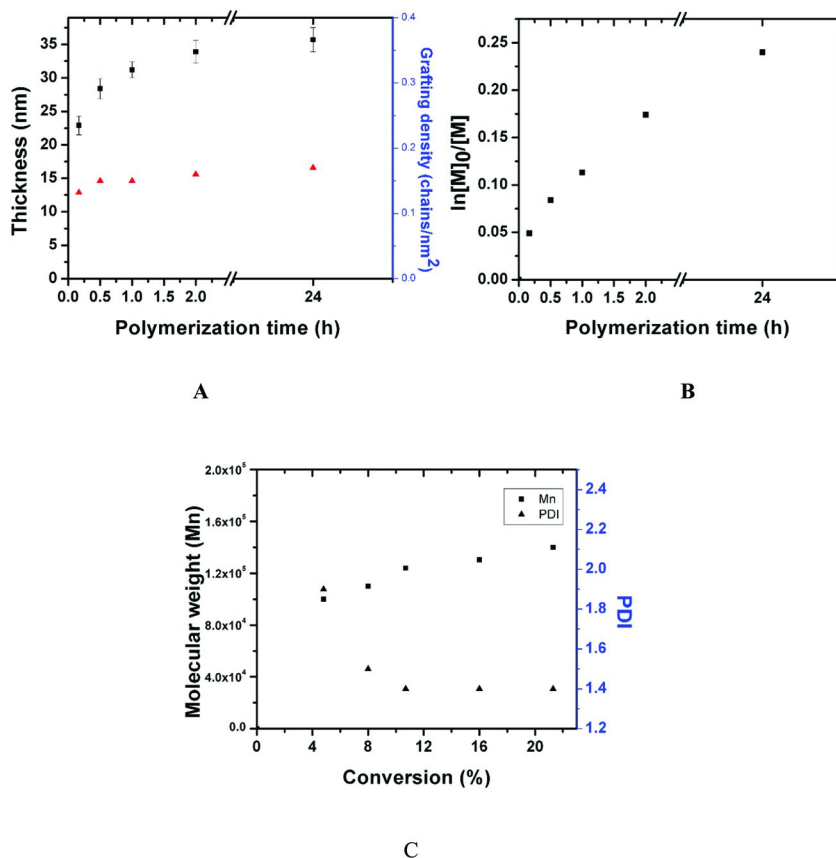 35
30
25
20
15
10
5
0
Thickness (nm)
0.4
0.3
0.2
0.1
0.0
Grafting density (chains/nm²)
0.0 0.5 1.0 2.0 24
Polymerization time (h)
A
0.25
0.20
0.15
0.10
0.05
0.00
ln[M]₀/[M]
0.0 0.5 1.0 2.0 24
Polymerization time (h)
B
2.0x10⁵
1.6x10⁵
1.2x10⁵
8.0x10⁴
4.0x10⁴
0.0
Molecular weight (Mn)
Mn
PDI
2.4
2.2
2.0
1.8
1.6
1.4
1.2
PDI
0 4 8 12 16 20
Conversion (%)
C